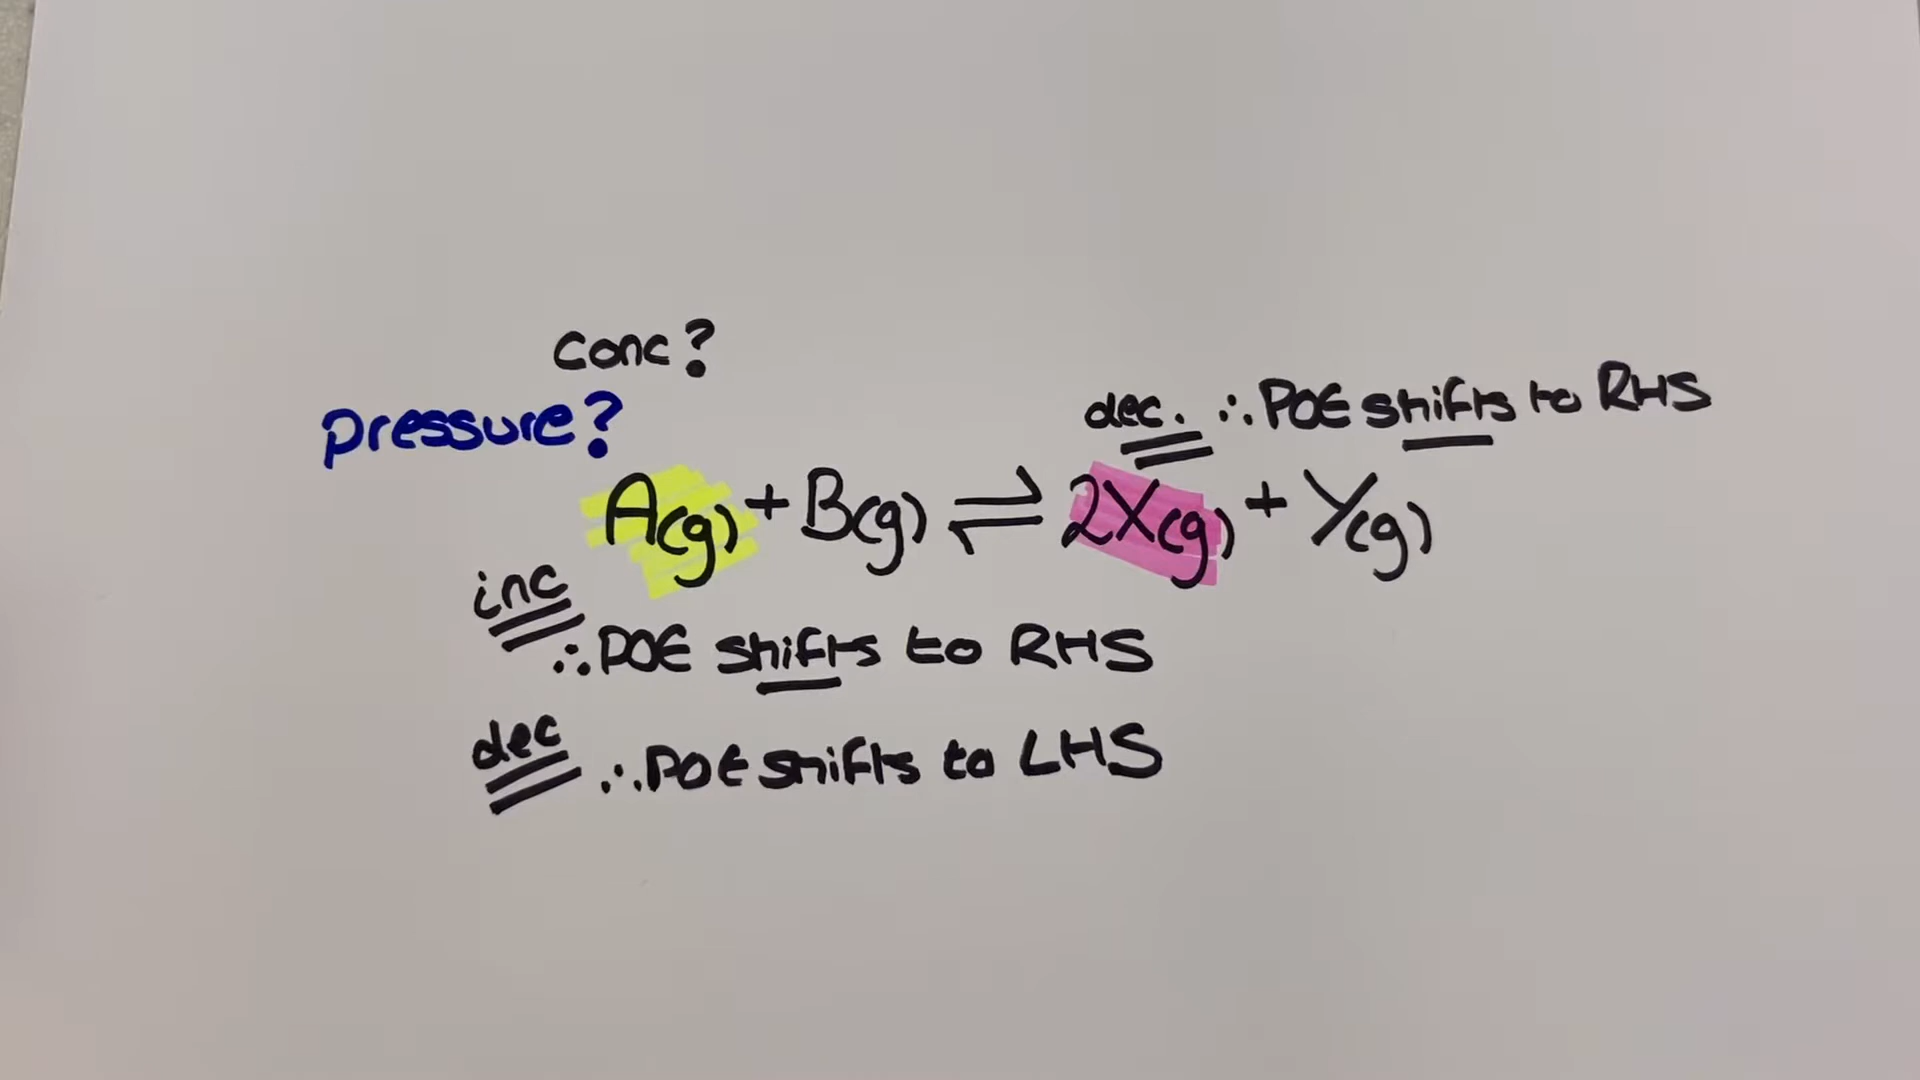 conc?
pressure?
dec. ∴ POE shifts to RHS
A(g) + B(g) ⇌ 2X(g) + Y(g)
inc
∴ POE shifts to RHS
dec ∴ POE shifts to LHS